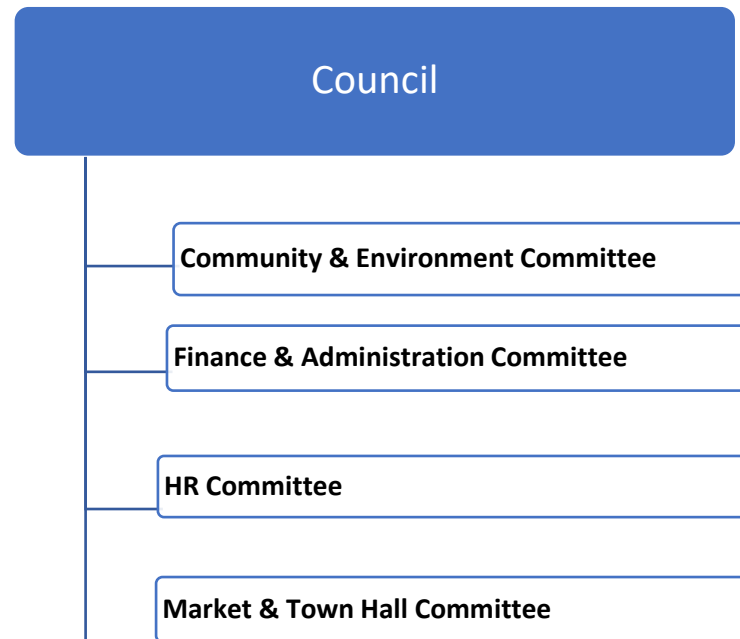 Council
Community & Environment Committee
Finance & Administration Committee
HR Committee
Market & Town Hall Committee